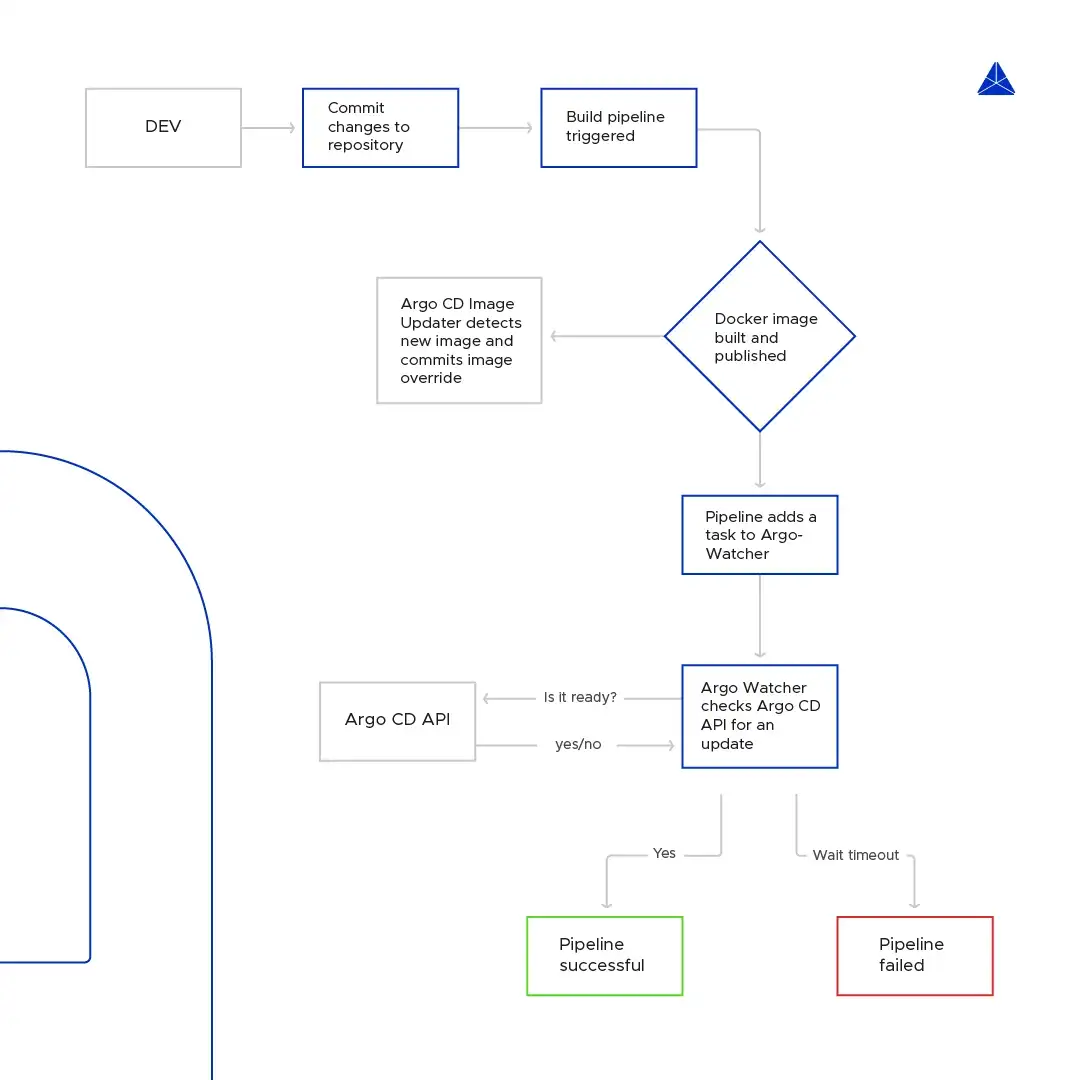 DEV
Commit
changes to
repository
Build pipeline
triggered
Argo CD Image
Updater detects
new image and
commits image
override
Docker image
built and
published
Pipeline adds a
task to Argo-
Watcher
Argo CD API
Is it ready?
yes/no
Argo Watcher
checks Argo CD
API for an
update
Yes
Wait timeout
Pipeline
successful
Pipeline
failed